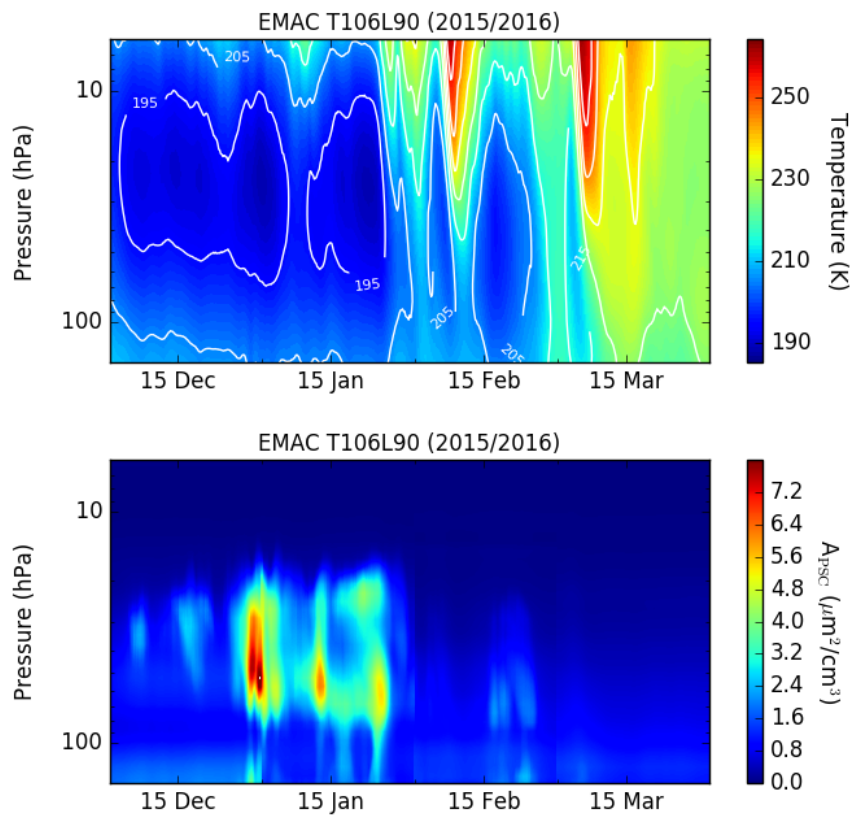 EMAC T106L90 (2015/2016)
Pressure (hPa)
10
100
205
195
195
205
205
215
15 Dec
15 Jan
15 Feb
15 Mar
250
230
210
190
Temperature (K)
EMAC T106L90 (2015/2016)
Pressure (hPa)
10
100
15 Dec
15 Jan
15 Feb
15 Mar
7.2
6.4
5.6
4.8
4.0
3.2
2.4
1.6
0.8
0.0
A_PSC (μm²/cm³)